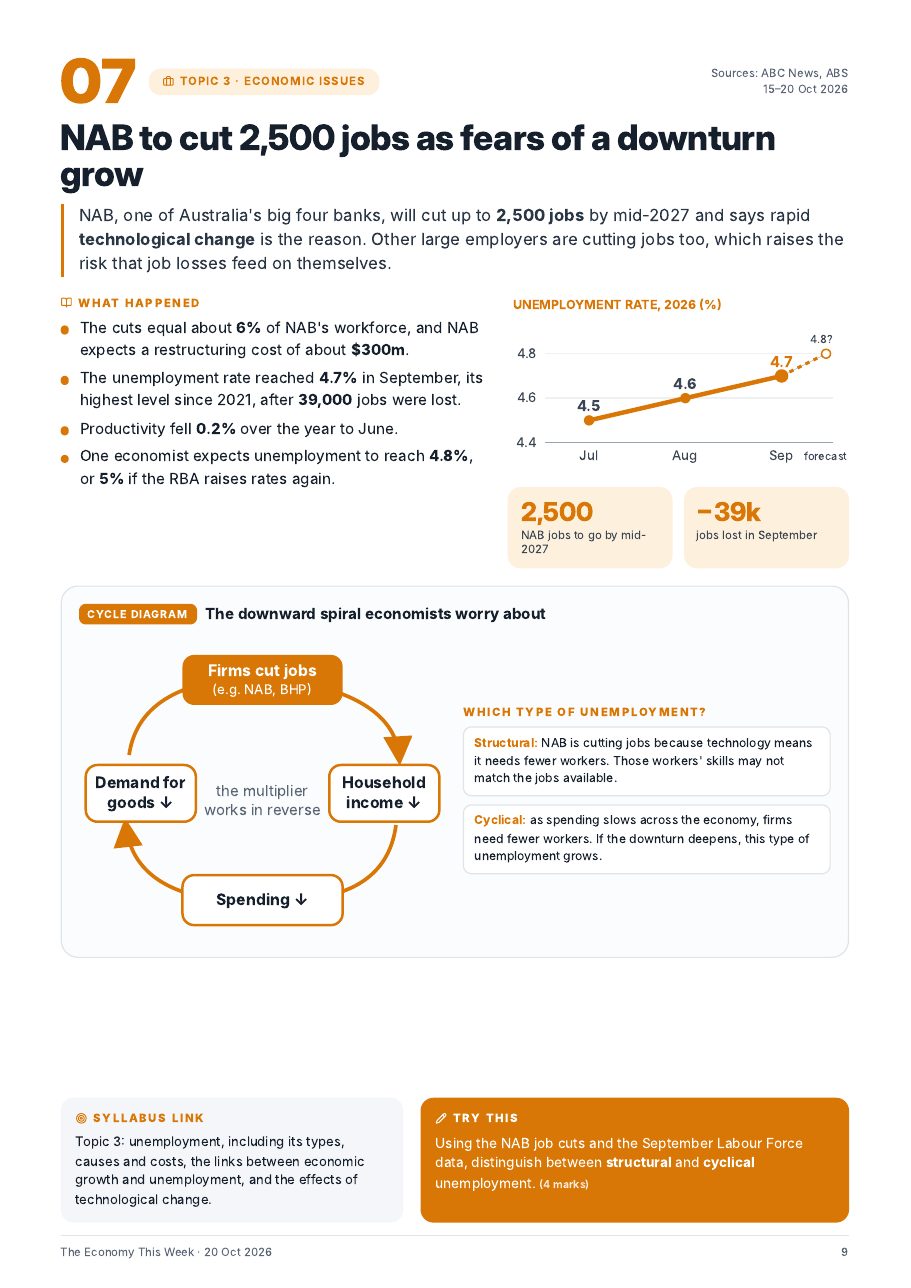 07
TOPIC 3 · ECONOMIC ISSUES
Sources: ABC News, ABS
15–20 Oct 2026
NAB to cut 2,500 jobs as fears of a downturn
grow
NAB, one of Australia's big four banks, will cut up to 2,500 jobs by mid-2027 and says rapid
technological change is the reason. Other large employers are cutting jobs too, which raises the
risk that job losses feed on themselves.
WHAT HAPPENED
The cuts equal about 6% of NAB's workforce, and NAB
expects a restructuring cost of about $300m.
The unemployment rate reached 4.7% in September, its
highest level since 2021, after 39,000 jobs were lost.
Productivity fell 0.2% over the year to June.
One economist expects unemployment to reach 4.8%,
or 5% if the RBA raises rates again.
UNEMPLOYMENT RATE, 2026 (%)
4.8?
4.8
4.7
4.6
4.6
4.5
4.4
Jul
Aug
Sep
forecast
2,500
NAB jobs to go by mid-
2027
−39k
jobs lost in September
CYCLE DIAGRAM
The downward spiral economists worry about
Firms cut jobs
(e.g. NAB, BHP)
Demand for
goods ↓
the multiplier
works in reverse
Household
income ↓
Spending ↓
WHICH TYPE OF UNEMPLOYMENT?
Structural: NAB is cutting jobs because technology means
it needs fewer workers. Those workers' skills may not
match the jobs available.
Cyclical: as spending slows across the economy, firms
need fewer workers. If the downturn deepens, this type of
unemployment grows.
SYLLABUS LINK
Topic 3: unemployment, including its types,
causes and costs, the links between economic
growth and unemployment, and the effects of
technological change.
TRY THIS
Using the NAB job cuts and the September Labour Force
data, distinguish between structural and cyclical
unemployment. (4 marks)
The Economy This Week · 20 Oct 2026
9